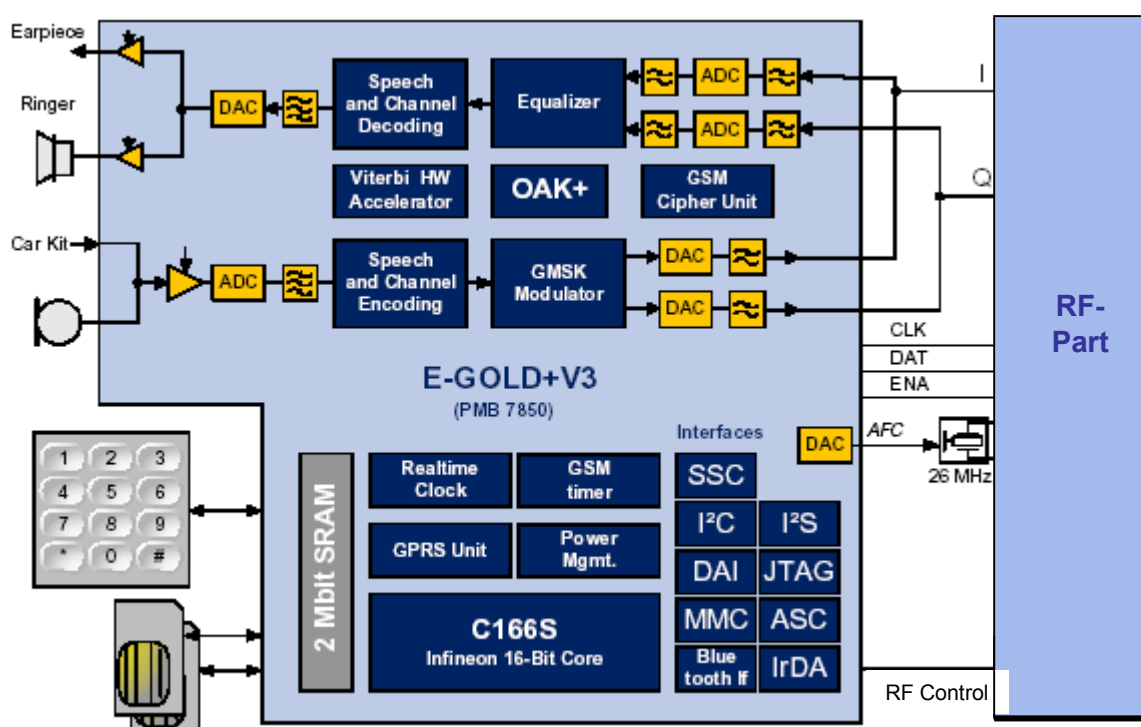 Earpiece
Ringer
DAC
Speech
and Channel
Decoding
Equalizer
ADC
ADC
I
Q
Viterbi HW
Accelerator
OAK+
GSM
Cipher Unit
Car Kit
ADC
Speech
and Channel
Encoding
GMSK
Modulator
DAC
DAC
RF-
Part
CLK
DAT
ENA
E-GOLD+V3
(PMB 7850)
Interfaces
DAC
AFC
26 MHz
1 2 3
4 5 6
7 8 9
* 0 #
2 Mbit SRAM
Realtime
Clock
GSM
timer
GPRS Unit
Power
Mgmt.
C166S
Infineon 16-Bit Core
SSC
I²C I²S
DAI JTAG
MMC ASC
Blue
tooth If
IrDA
RF Control